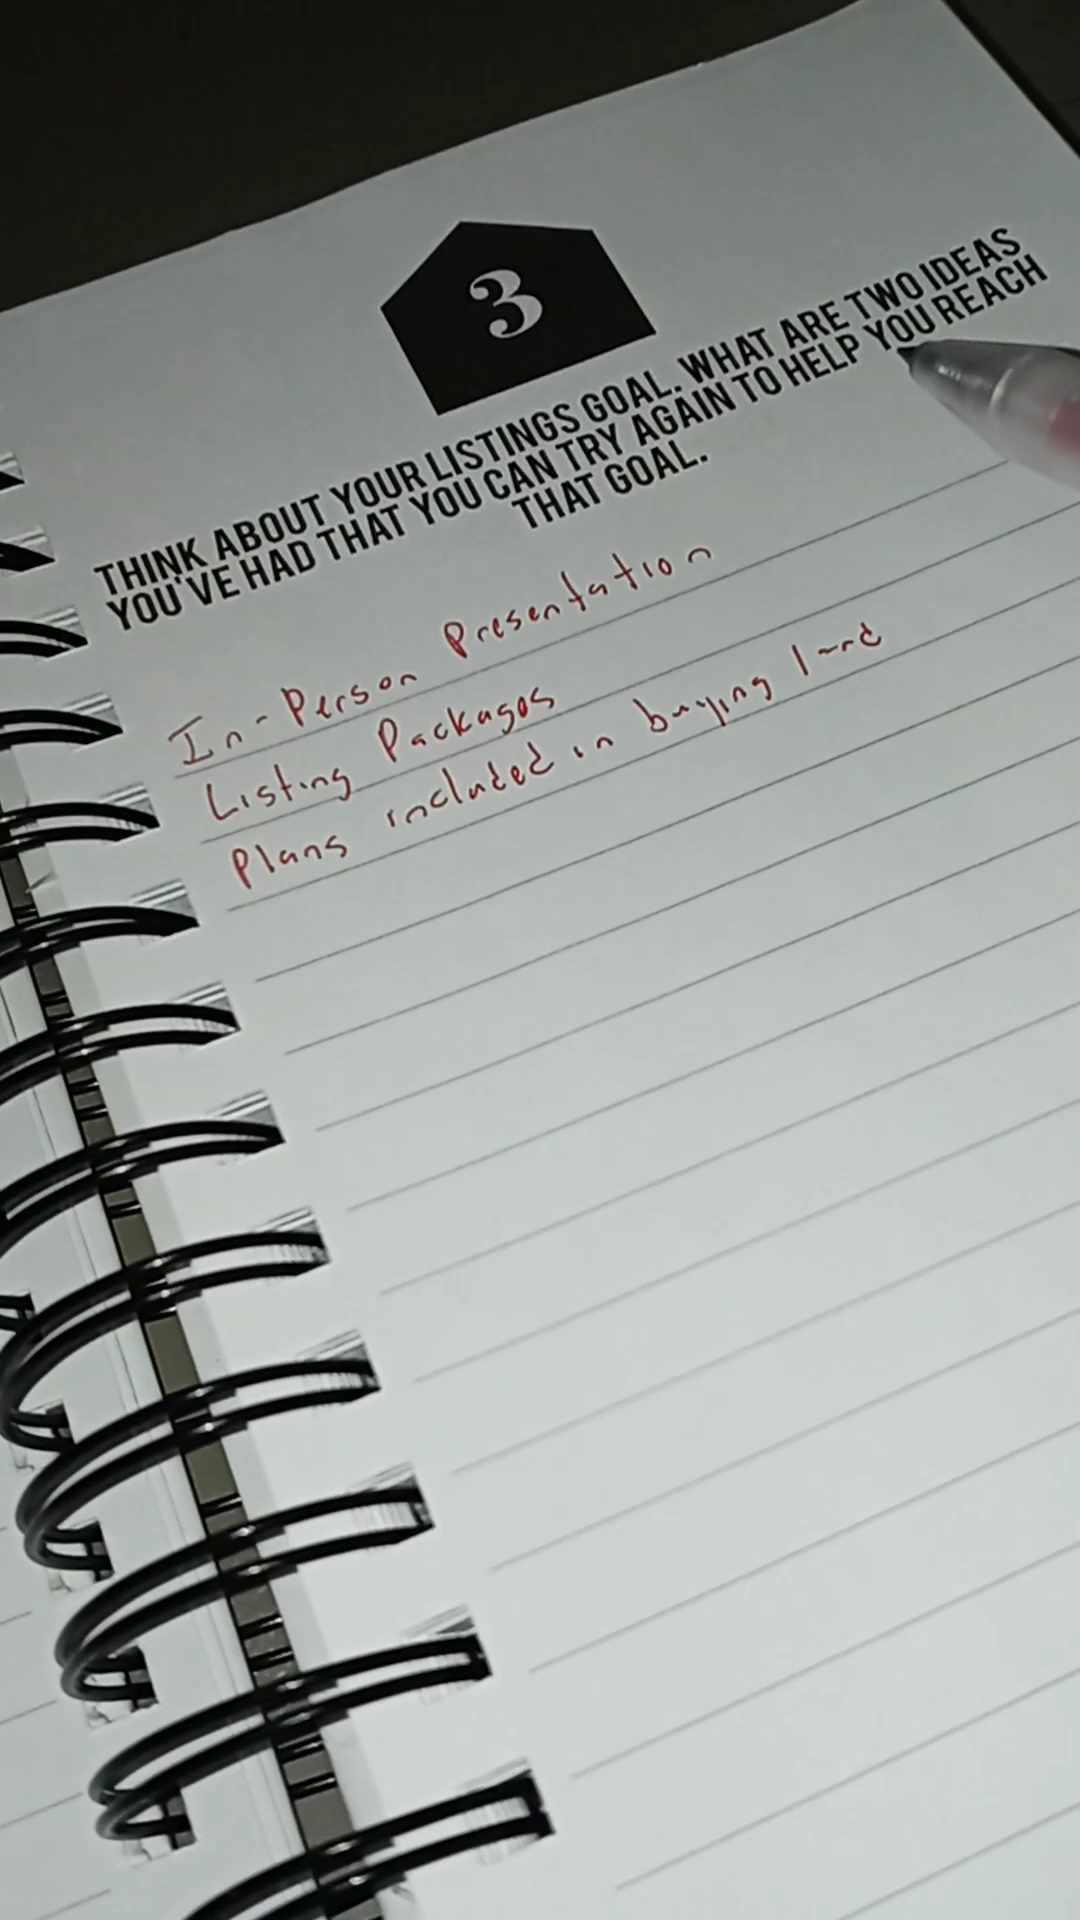 3
THINK ABOUT YOUR LISTINGS GOAL. WHAT ARE TWO IDEAS
YOU'VE HAD THAT YOU CAN TRY AGAIN TO HELP YOU REACH
THAT GOAL.
In-Person Presentation
Listing Packages
Plans included in buying land